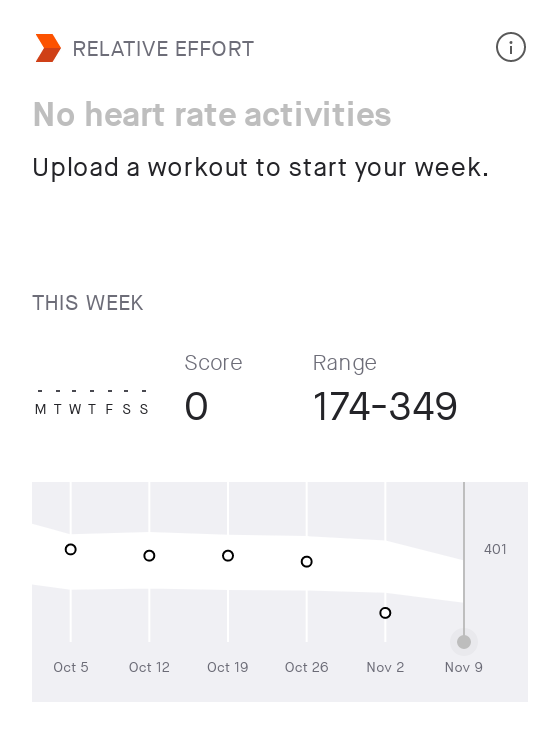 RELATIVE EFFORT
No heart rate activities
Upload a workout to start your week.
THIS WEEK
Score Range
- - - - - - -
M T W T F S S 0 174-349
401
Oct 5 Oct 12 Oct 19 Oct 26 Nov 2 Nov 9